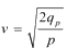 v = √(2q_p / p)